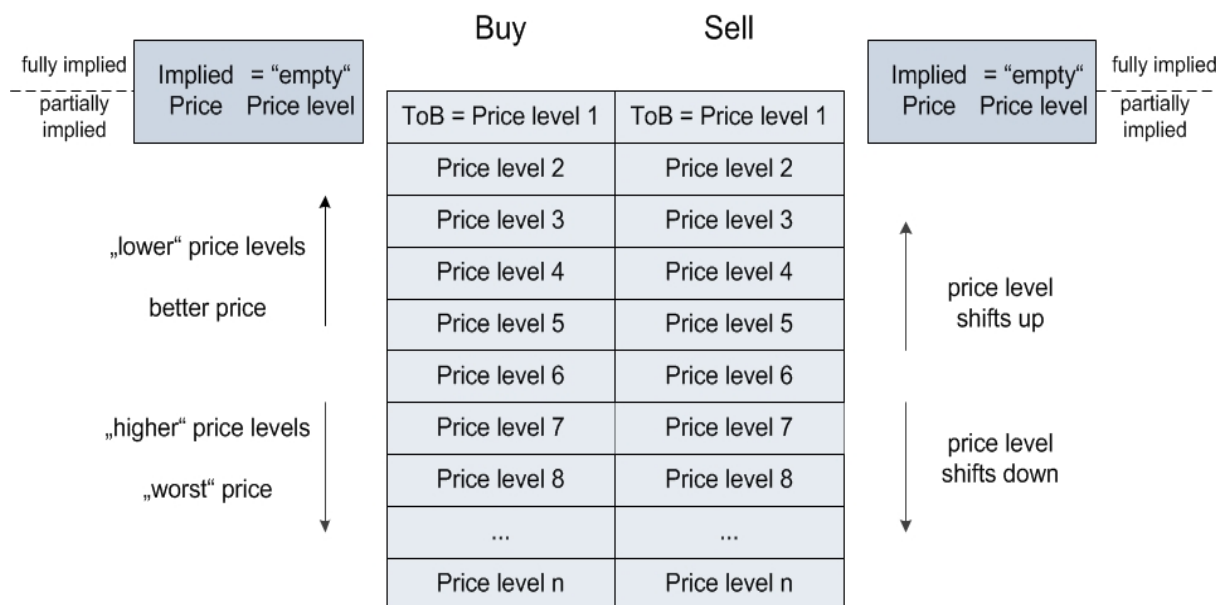 Buy Sell
fully implied
partially
implied
Implied = "empty“
Price Price level
Implied = "empty“
Price Price level
fully implied
partially
implied
ToB = Price level 1 ToB = Price level 1
Price level 2 Price level 2
Price level 3 Price level 3
Price level 4 Price level 4
Price level 5 Price level 5
Price level 6 Price level 6
Price level 7 Price level 7
Price level 8 Price level 8
... ...
Price level n Price level n
„lower“ price levels
better price
„higher“ price levels
„worst“ price
price level
shifts up
price level
shifts down